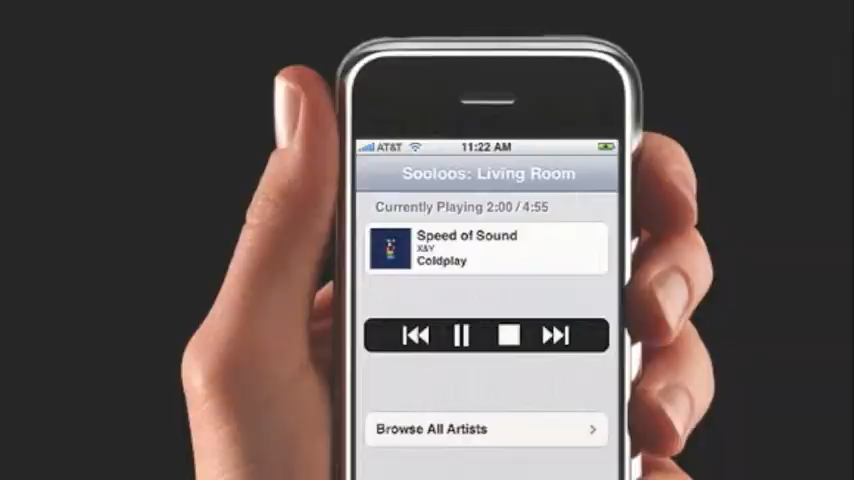 AT&T 11:22 AM
Sooloos: Living Room
Currently Playing 2:00 / 4:55
Speed of Sound
X&Y
Coldplay
Browse All Artists